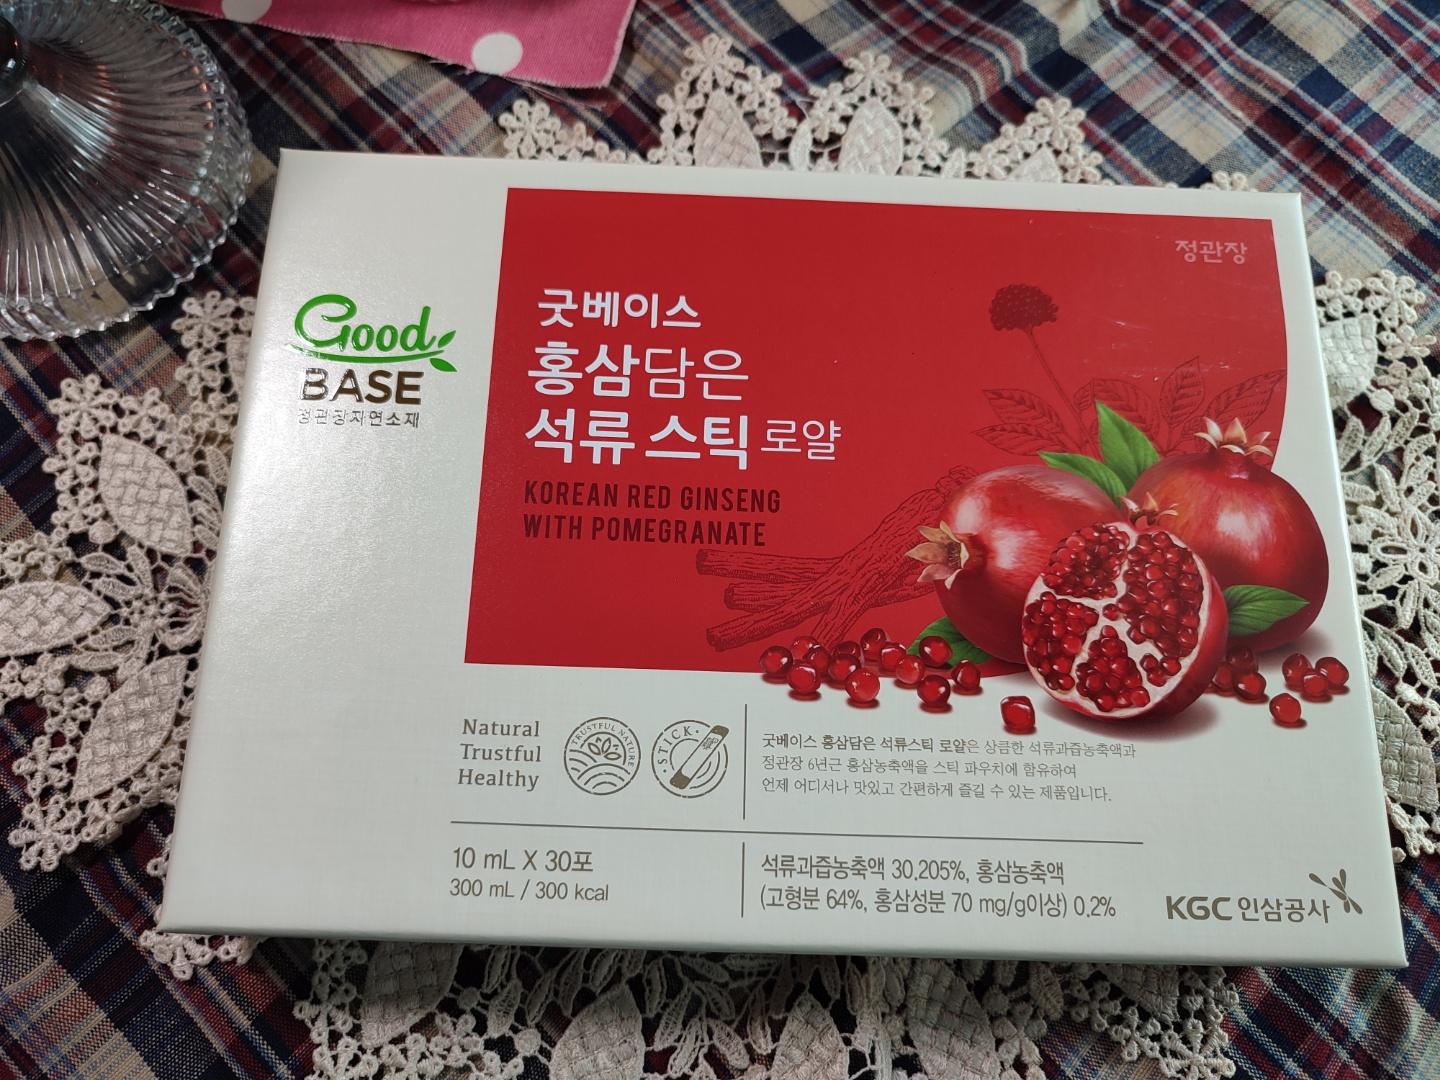 정관장
Good
BASE
정관장자연소재
굿베이스
홍삼담은
석류 스틱 로얄
KOREAN RED GINSENG
WITH POMEGRANATE
Natural
Trustful
Healthy
TRUSTFUL NATURE
STICK
굿베이스 홍삼담은 석류스틱 로얄은 상큼한 석류과즙농축액과
정관장 6년근 홍삼농축액을 스틱 파우치에 함유하여
언제 어디서나 맛있고 간편하게 즐길 수 있는 제품입니다.
10 mL X 30포
300 mL / 300 kcal
석류과즙농축액 30.205%, 홍삼농축액
(고형분 64%, 홍삼성분 70 mg/g이상) 0.2%
KGC 인삼공사